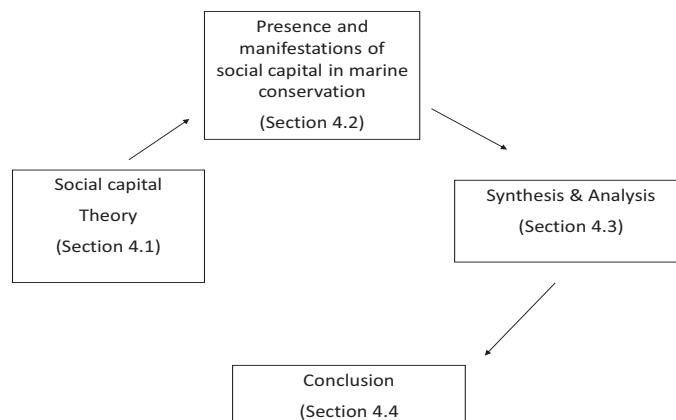 Presence and
manifestations of
social capital in marine
conservation
(Section 4.2)
Social capital
Theory
(Section 4.1)
Synthesis & Analysis
(Section 4.3)
Conclusion
(Section 4.4